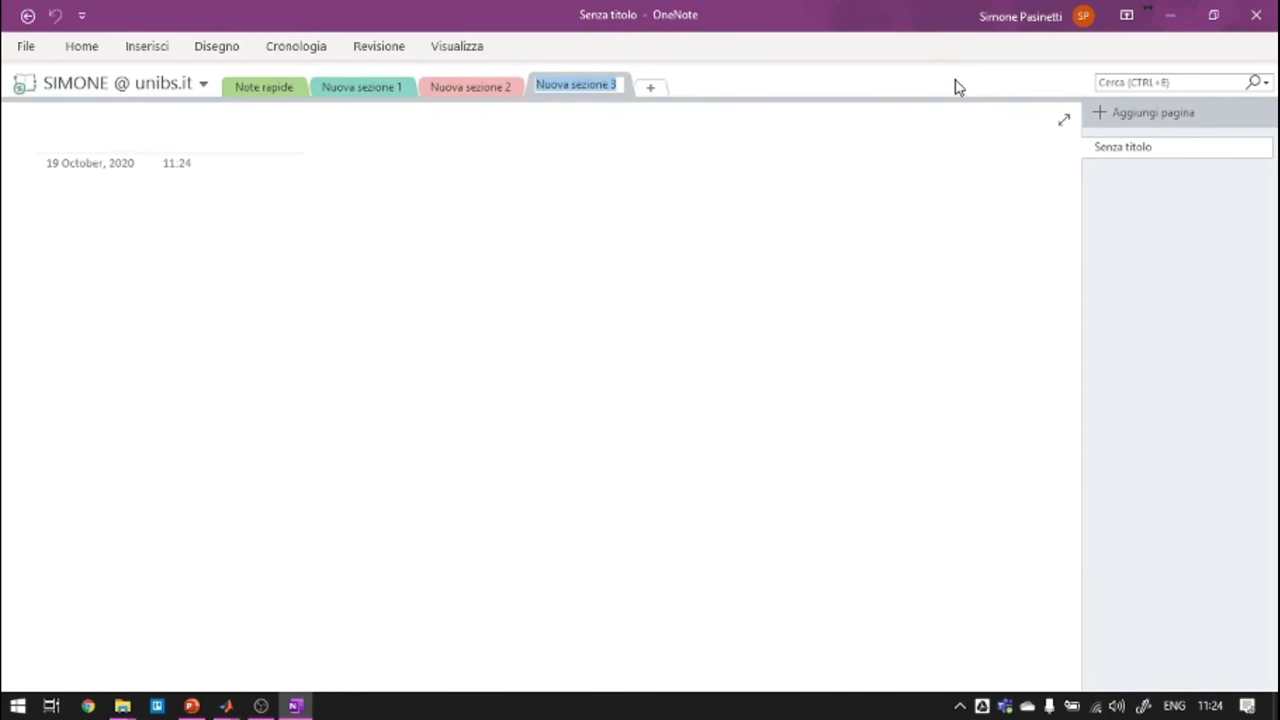 Senza titolo - OneNote
Simone Pasinetti SP
File Home Inserisci Disegno Cronologia Revisione Visualizza
SIMONE @ unibs.it Note rapide Nuova sezione 1 Nuova sezione 2 Nuova sezione 3 + Cerca (CTRL+E)
Aggiungi pagina
Senza titolo
19 October, 2020 11:24
ENG 11:24